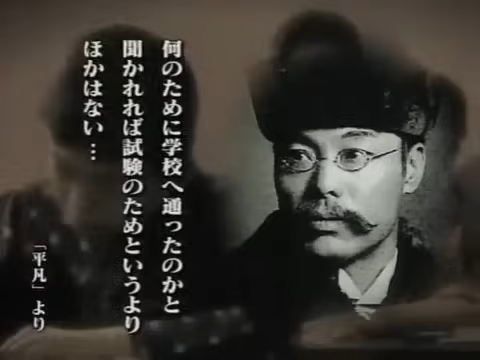 何のために学校へ通ったのかと
聞かれれば試験のためというより
ほかはない…
「平凡」より